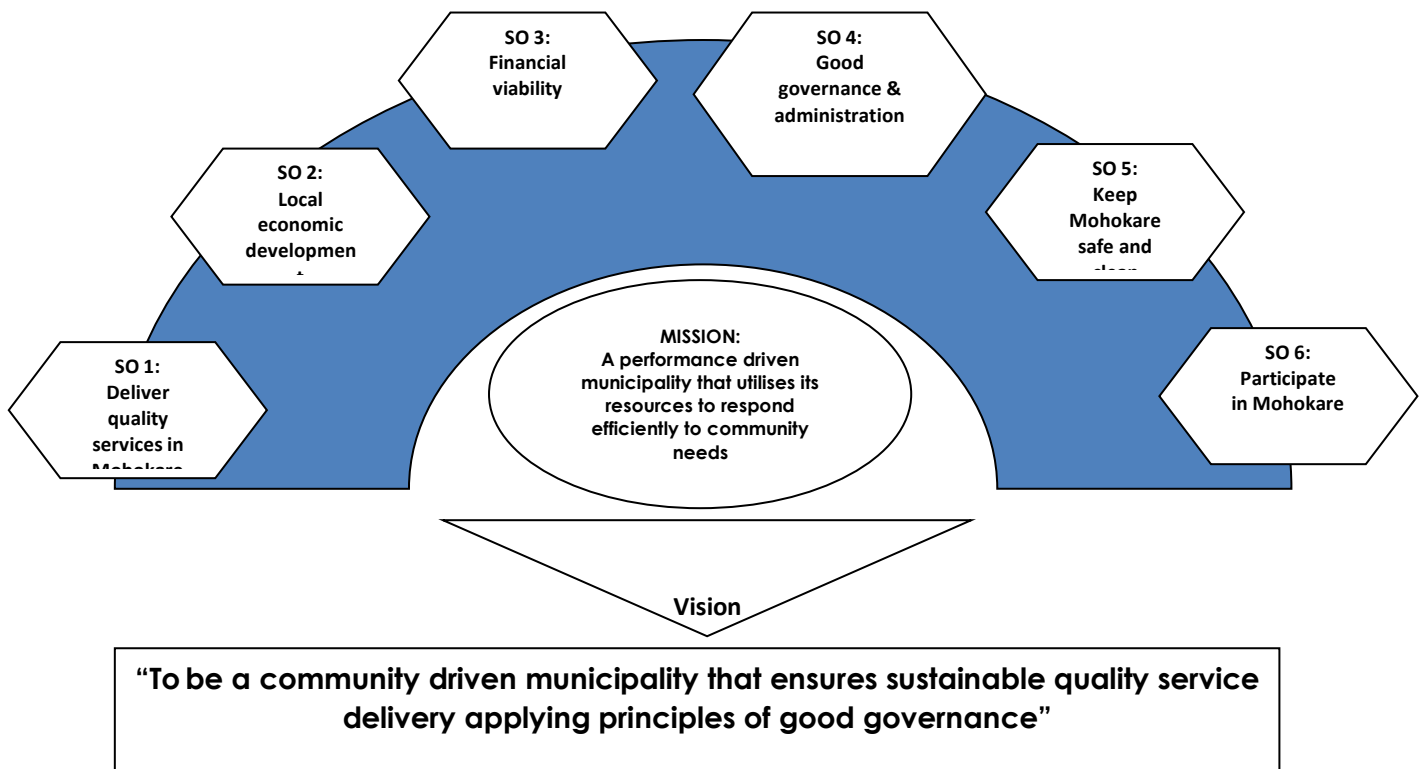 SO 1:
Deliver
quality
services in
Mohokare
SO 2:
Local
economic
developmen
t
SO 3:
Financial
viability
SO 4:
Good
governance &
administration
SO 5:
Keep
Mohokare
safe and
clean
SO 6:
Participate
in Mohokare
MISSION:
A performance driven
municipality that utilises its
resources to respond
efficiently to community
needs
Vision
“To be a community driven municipality that ensures sustainable quality service
delivery applying principles of good governance”